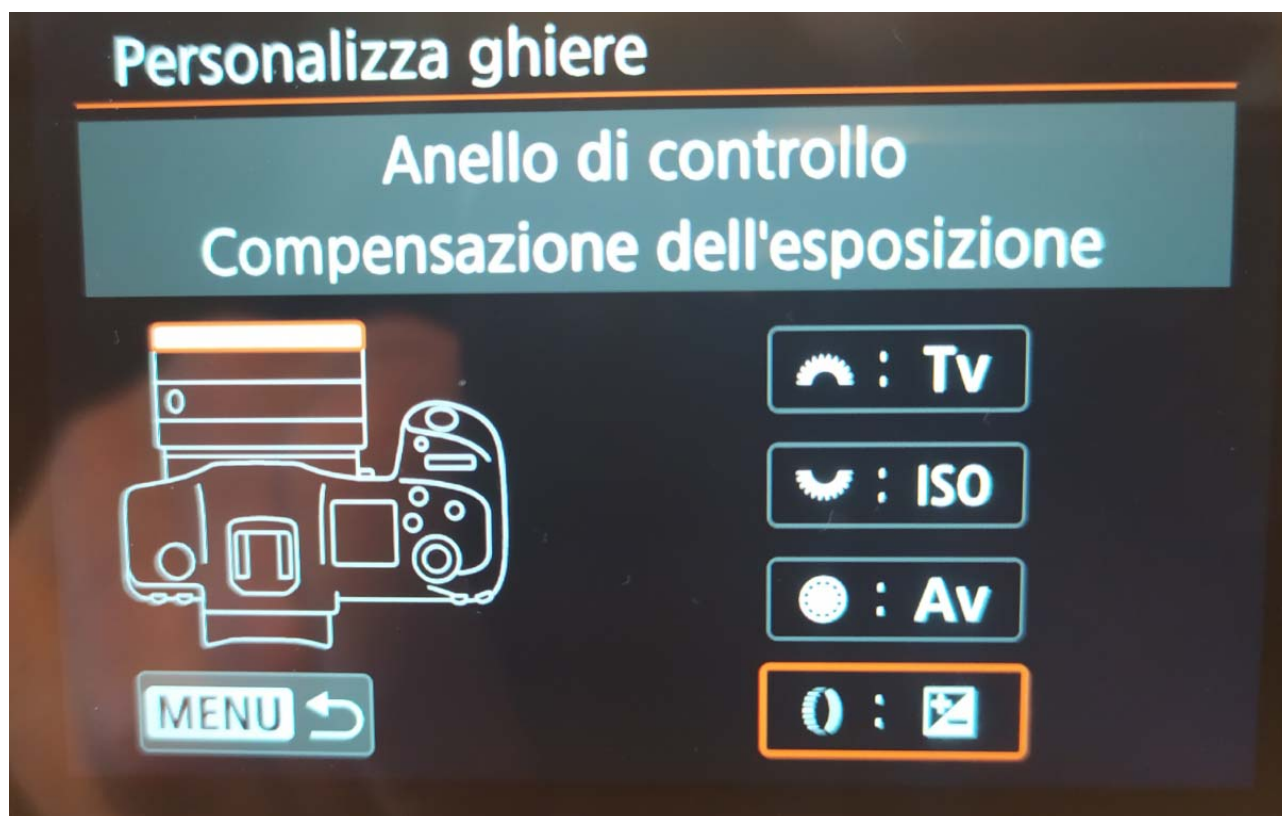 Personalizza ghiere
Anello di controllo
Compensazione dell'esposizione
: Tv
: ISO
: Av
:
MENU